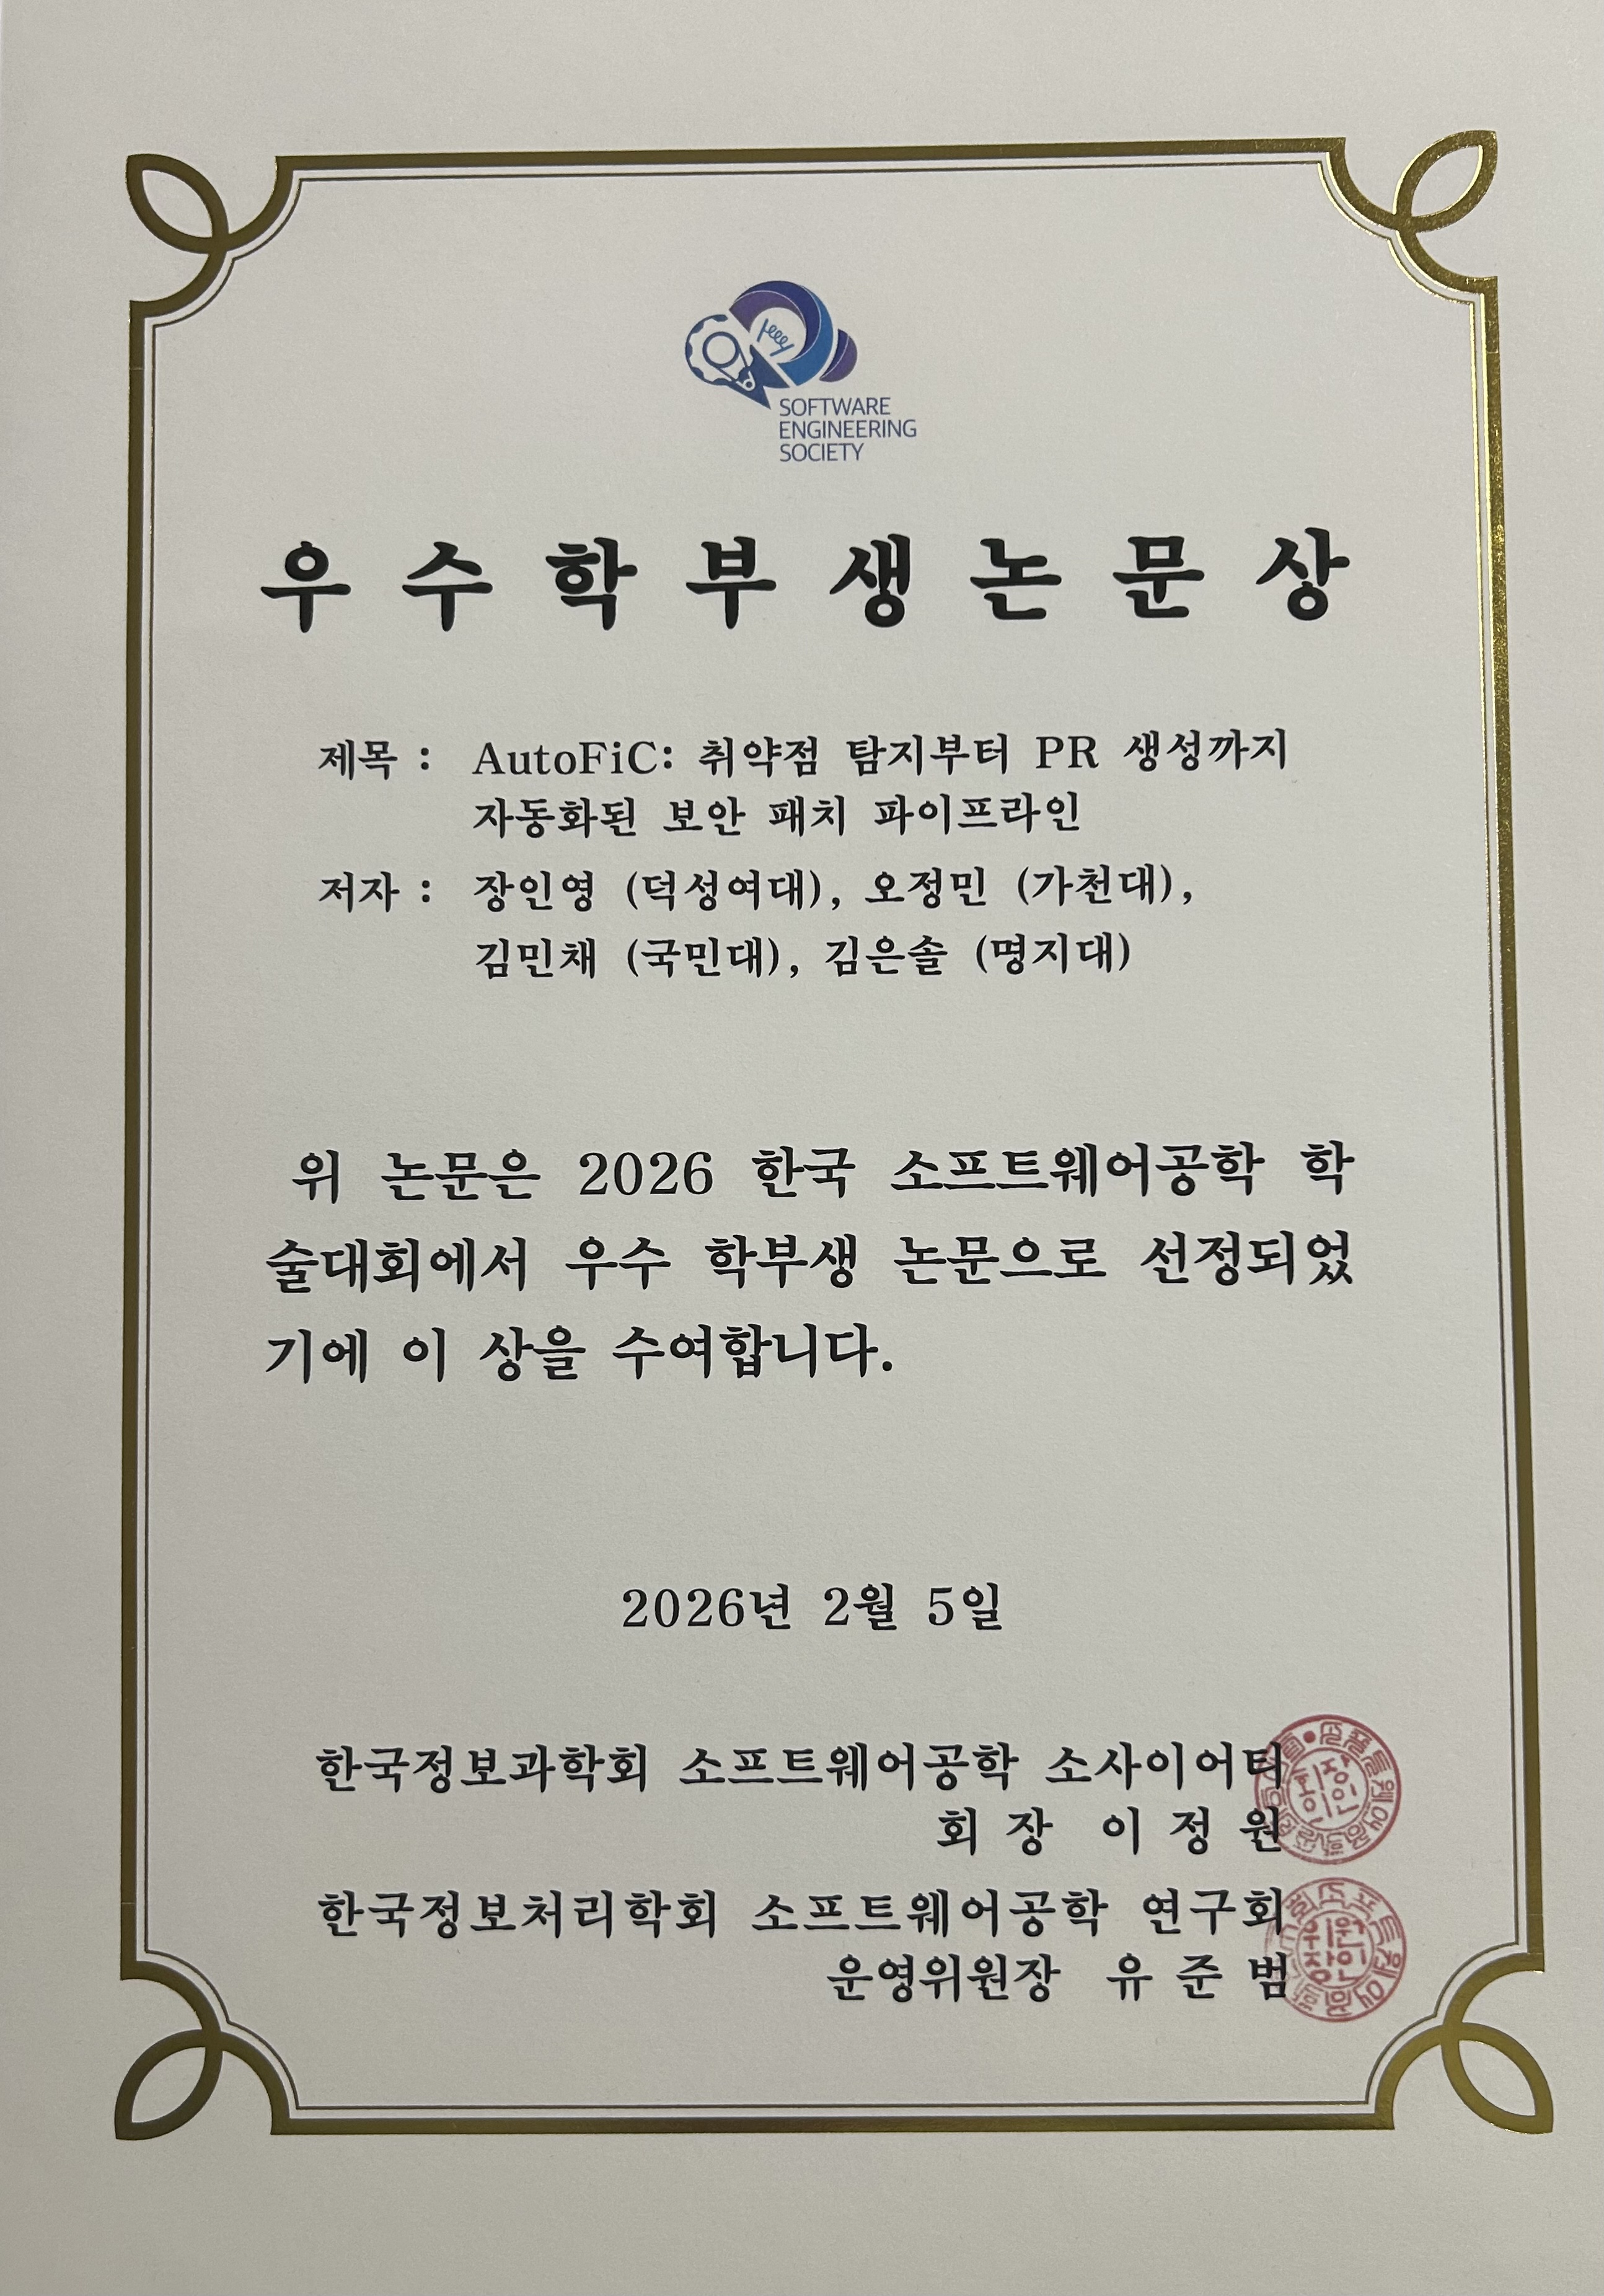 SOFTWARE
ENGINEERING
SOCIETY
우수학부생논문상
제목 : AutoFiC: 취약점 탐지부터 PR 생성까지
자동화된 보안 패치 파이프라인
저자 : 장인영 (덕성여대), 오정민 (가천대),
김민채 (국민대), 김은솔 (명지대)
위 논문은 2026 한국 소프트웨어공학 학
술대회에서 우수 학부생 논문으로 선정되었
기에 이 상을 수여합니다.
2026년 2월 5일
한국정보과학회 소프트웨어공학 소사이어티
회 장 이 정 원
한국정보처리학회 소프트웨어공학 연구회
운영위원장 유 준 범